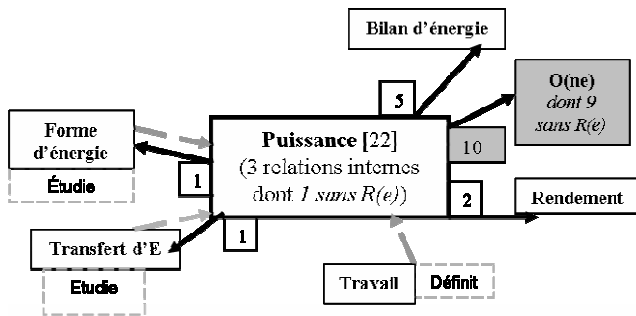 Bilan d'énergie
O(ne)
dont 9
sans R(e)
5
Forme
d'énergie
Étudie
Puissance [22]
(3 relations internes
dont 1 sans R(e))
10
1
2
Rendement
Transfert d'E
Etudie
1
Travail
Définit